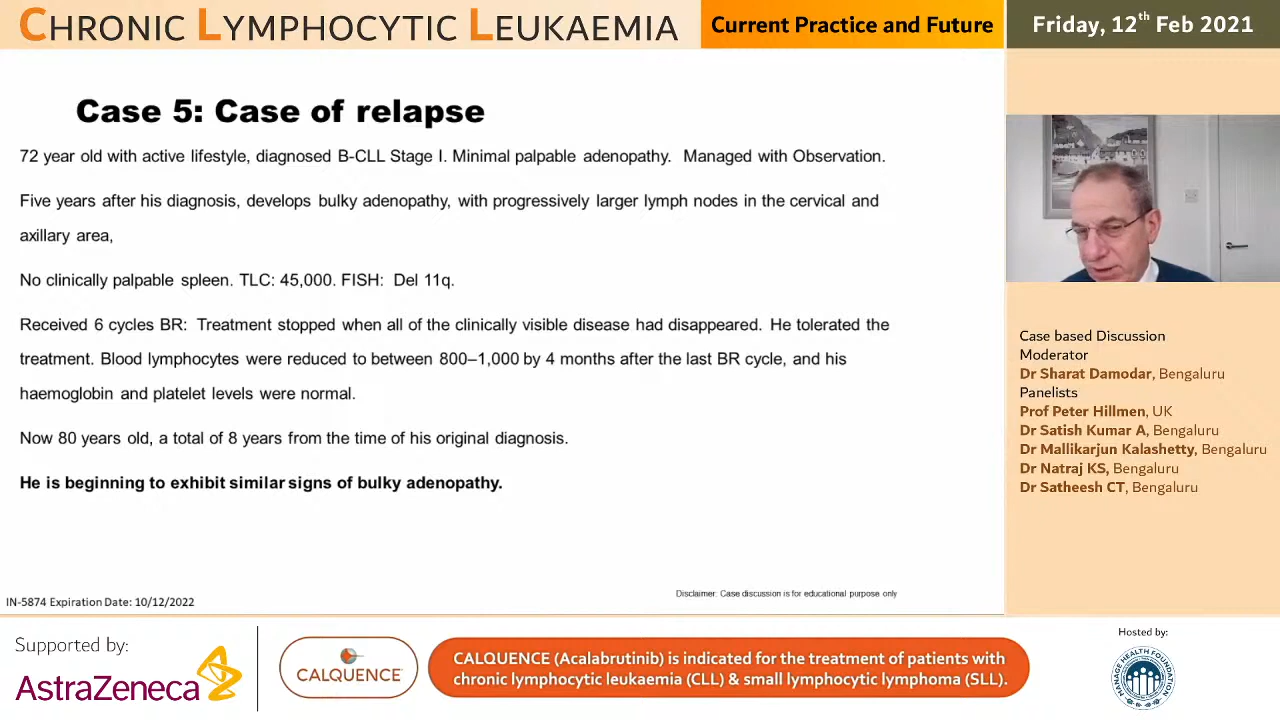 CHRONIC LYMPHOCYTIC LEUKAEMIA
Current Practice and Future
Friday, 12th Feb 2021
Case 5: Case of relapse
72 year old with active lifestyle, diagnosed B-CLL Stage I. Minimal palpable adenopathy. Managed with Observation.
Five years after his diagnosis, develops bulky adenopathy, with progressively larger lymph nodes in the cervical and
axillary area,
No clinically palpable spleen. TLC: 45,000. FISH: Del 11q.
Received 6 cycles BR: Treatment stopped when all of the clinically visible disease had disappeared. He tolerated the
treatment. Blood lymphocytes were reduced to between 800–1,000 by 4 months after the last BR cycle, and his
haemoglobin and platelet levels were normal.
Now 80 years old, a total of 8 years from the time of his original diagnosis.
He is beginning to exhibit similar signs of bulky adenopathy.
Disclaimer: Case discussion is for educational purpose only
IN-5874 Expiration Date: 10/12/2022
Case based Discussion
Moderator
Dr Sharat Damodar, Bengaluru
Panelists
Prof Peter Hillmen, UK
Dr Satish Kumar A, Bengaluru
Dr Mallikarjun Kalashetty, Bengaluru
Dr Natraj KS, Bengaluru
Dr Satheesh CT, Bengaluru
Supported by:
AstraZeneca
CALQUENCE
CALQUENCE (Acalabrutinib) is indicated for the treatment of patients with
chronic lymphocytic leukaemia (CLL) & small lymphocytic lymphoma (SLL).
Hosted by:
MANAGE HEALTH FOUNDATION